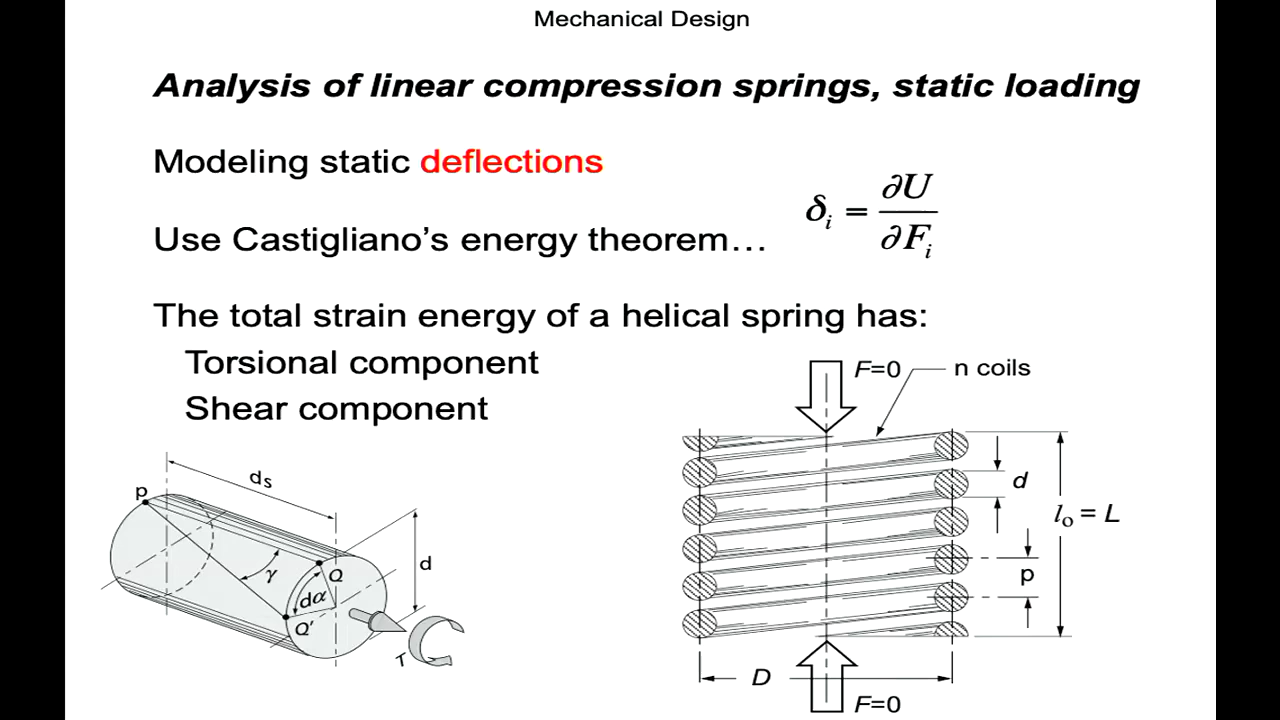 Mechanical Design
Analysis of linear compression springs, static loading
Modeling static deflections
δi = ∂U / ∂Fi
Use Castigliano's energy theorem…
The total strain energy of a helical spring has:
Torsional component
Shear component
F=0
n coils
d
lo = L
p
D
F=0
ds
p
d
γ
Q
dα
Q'
T